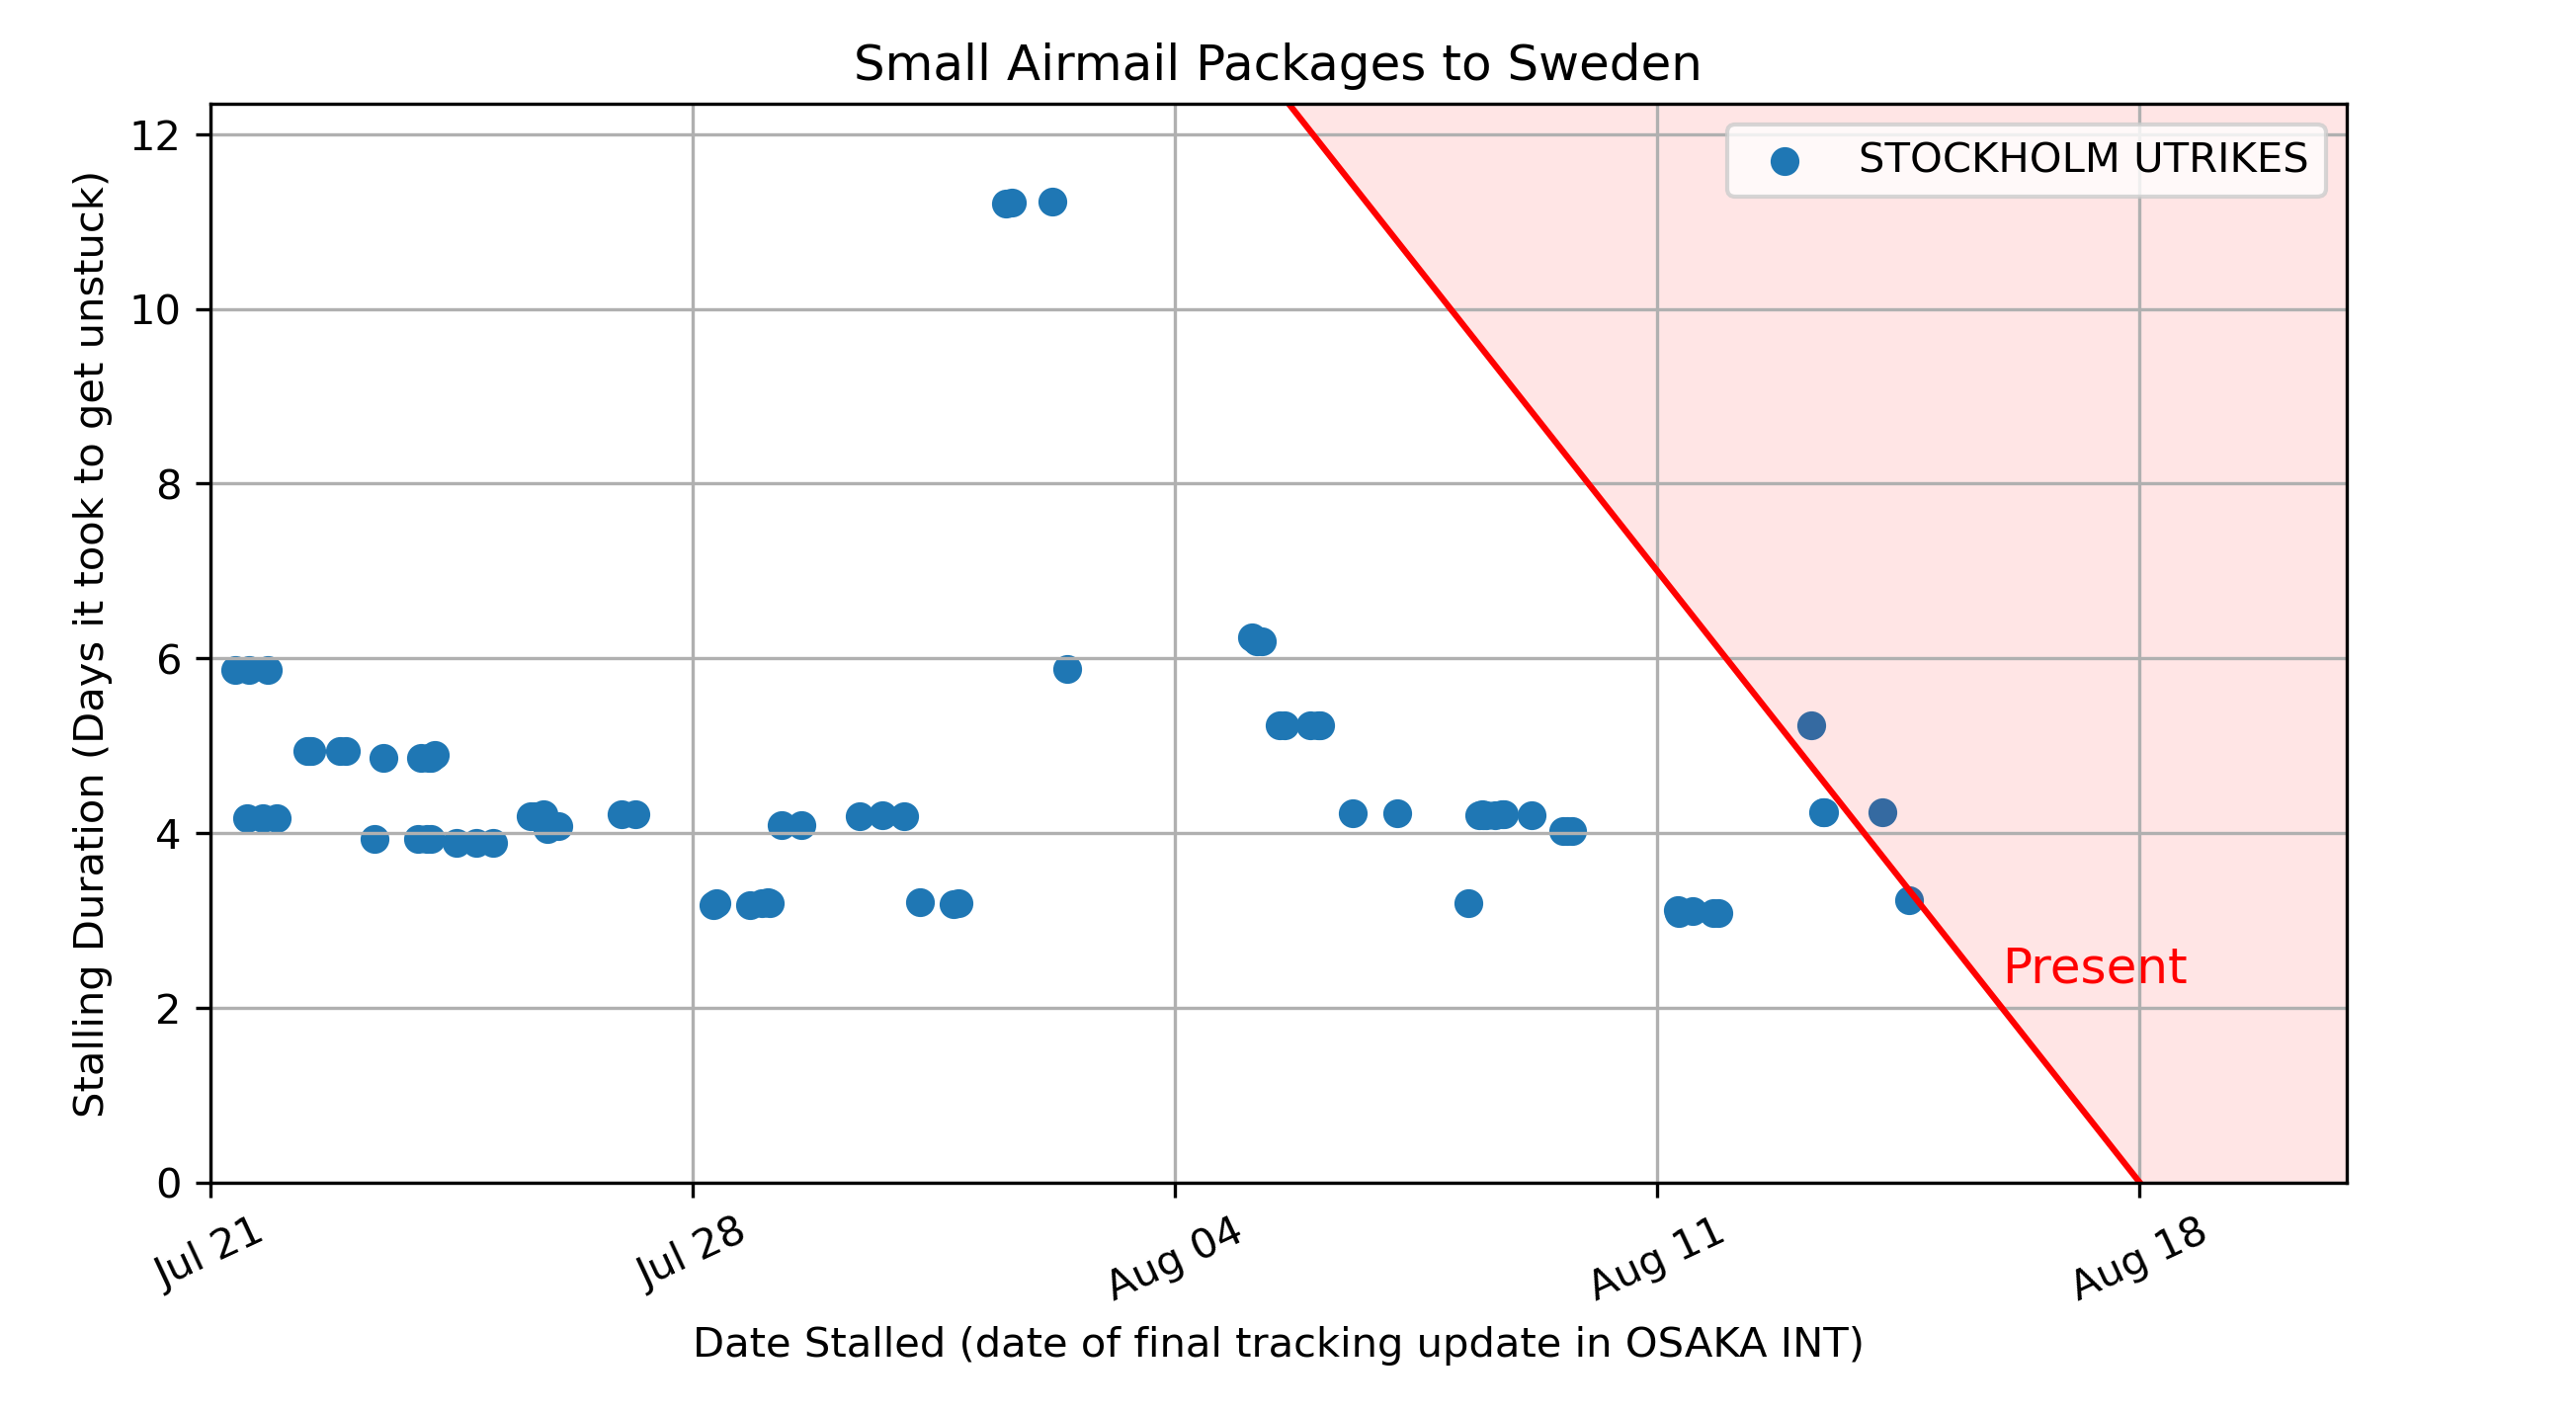 Small Airmail Packages to Sweden
STOCKHOLM UTRIKES
Stalling Duration (Days it took to get unstuck)
12
10
8
6
4
2
0
Present
Jul 21
Jul 28
Aug 04
Aug 11
Aug 18
Date Stalled (date of final tracking update in OSAKA INT)